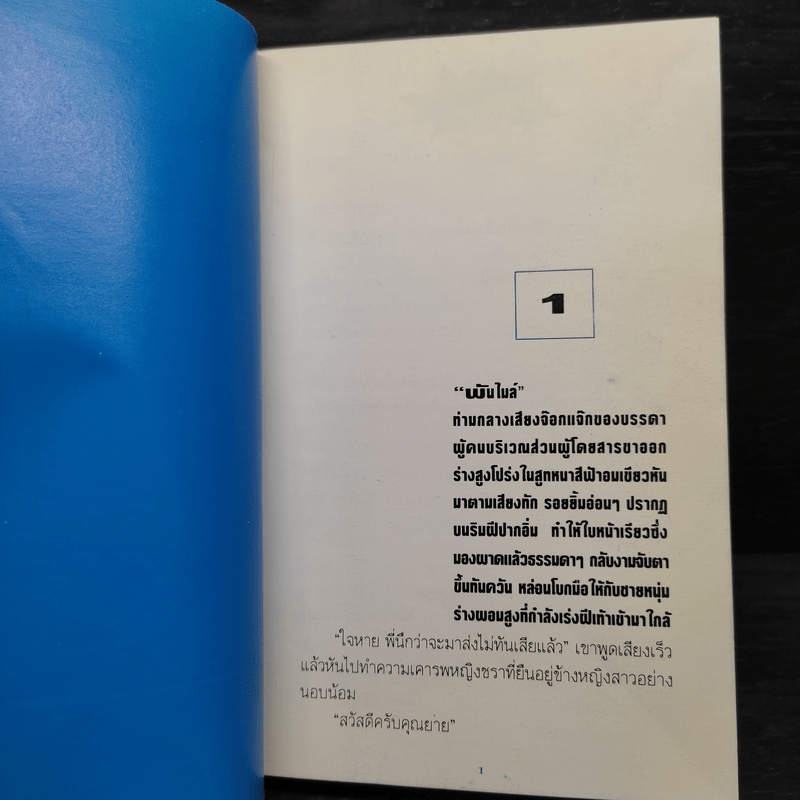 1
“พันไมล์”
ท่ามกลางเสียงจ๊อกแจ๊กของบรรดา
ผู้คนบริเวณส่วนผู้โดยสารขาออก
ร่างสูงโปร่งในสูทหนาสีฟ้าอมเขียวหัน
มาตามเสียงทัก รอยยิ้มอ่อนๆ ปรากฏ
บนริมฝีปากอิ่ม ทำให้ใบหน้าเรียวซึ่ง
มองผาดแล้วธรรมดาๆ กลับงามจับตา
ขึ้นทันควัน หล่อนโบกมือให้กับชายหนุ่ม
ร่างผอมสูงที่กำลังเร่งฝีเท้าเข้ามาใกล้
“ใจหาย พี่นึกว่าจะมาส่งไม่ทันเสียแล้ว” เขาพูดเสียงเร็ว
แล้วหันไปทำความเคารพหญิงชราที่ยืนอยู่ข้างหญิงสาวอย่าง
นอบน้อม
“สวัสดีครับคุณยาย”
1